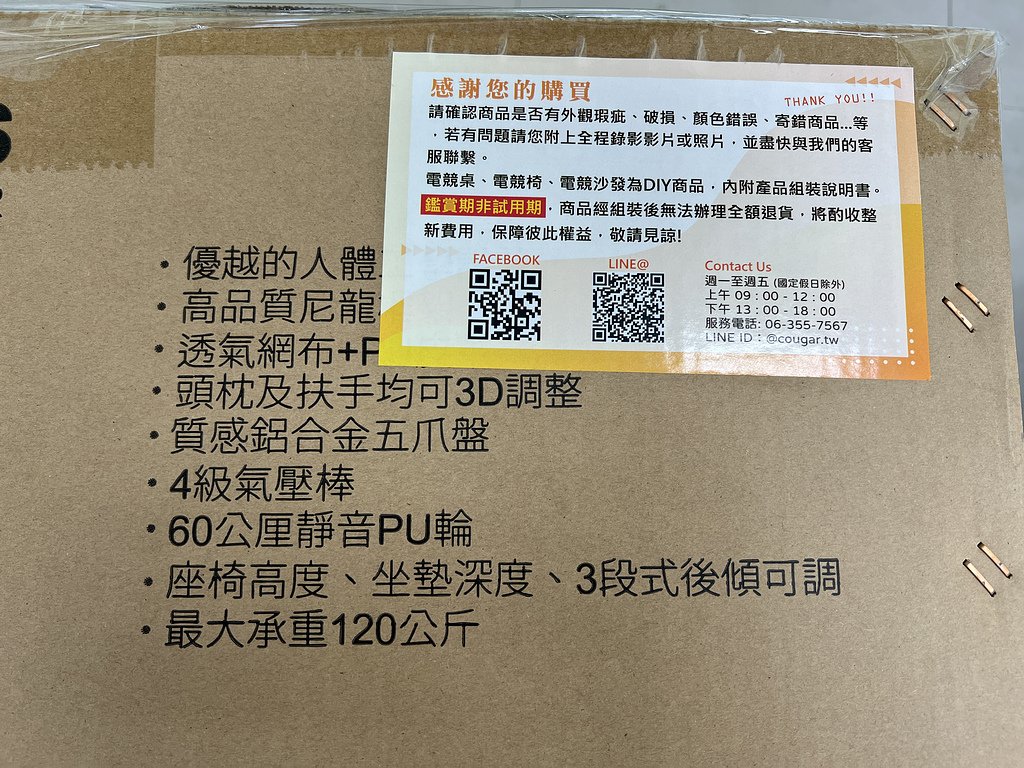 感謝您的購買
THANK YOU!!
請確認商品是否有外觀瑕疵、破損、顏色錯誤、寄錯商品...等
，若有問題請您附上全程錄影影片或照片，並盡快與我們的客
服聯繫。
電競桌、電競椅、電競沙發為DIY商品，內附產品組裝說明書。
鑑賞期非試用期，商品經組裝後無法辦理全額退貨，將酌收整
新費用，保障彼此權益，敬請見諒!
FACEBOOK
LINE@
Contact Us
週一至週五 (國定假日除外)
上午 09：00 - 12：00
下午 13：00 - 18：00
服務電話: 06-355-7567
LINE ID：@cougar.tw
・優越的人體
・高品質尼龍
・透氣網布+P
・頭枕及扶手均可3D調整
・質感鋁合金五爪盤
・4級氣壓棒
・60公厘靜音PU輪
・座椅高度、坐墊深度、3段式後傾可調
・最大承重120公斤